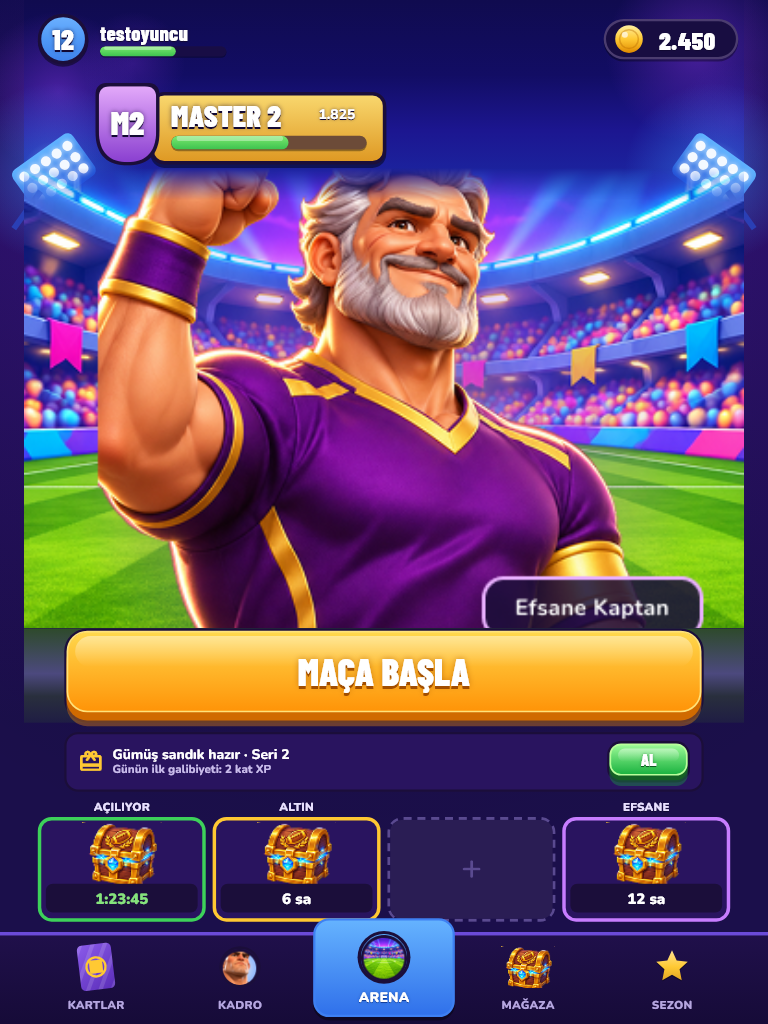 12
testoyuncu
2.450
M2
MASTER 2
1.825
Efsane Kaptan
MAÇA BAŞLA
Gümüş sandık hazır · Seri 2
Günün ilk galibiyeti: 2 kat XP
AL
AÇILIYOR
ALTIN
EFSANE
1:23:45
6 sa
+
12 sa
KARTLAR
KADRO
ARENA
MAĞAZA
SEZON